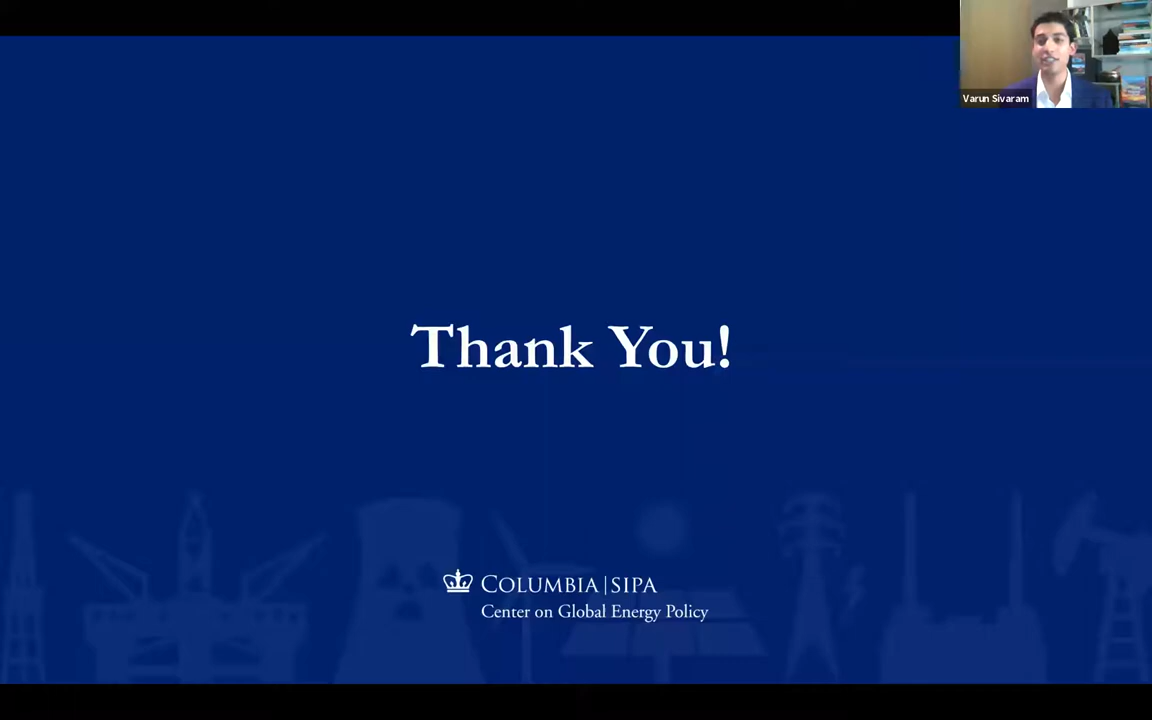 Varun Sivaram
Thank You!
COLUMBIA | SIPA
Center on Global Energy Policy